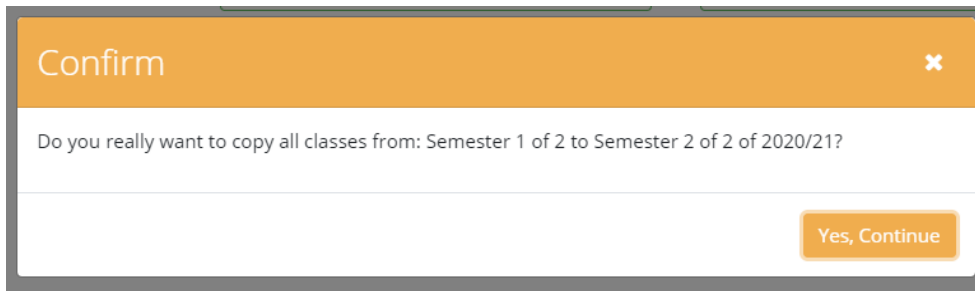 Confirm
Do you really want to copy all classes from: Semester 1 of 2 to Semester 2 of 2 of 2020/21?
Yes, Continue